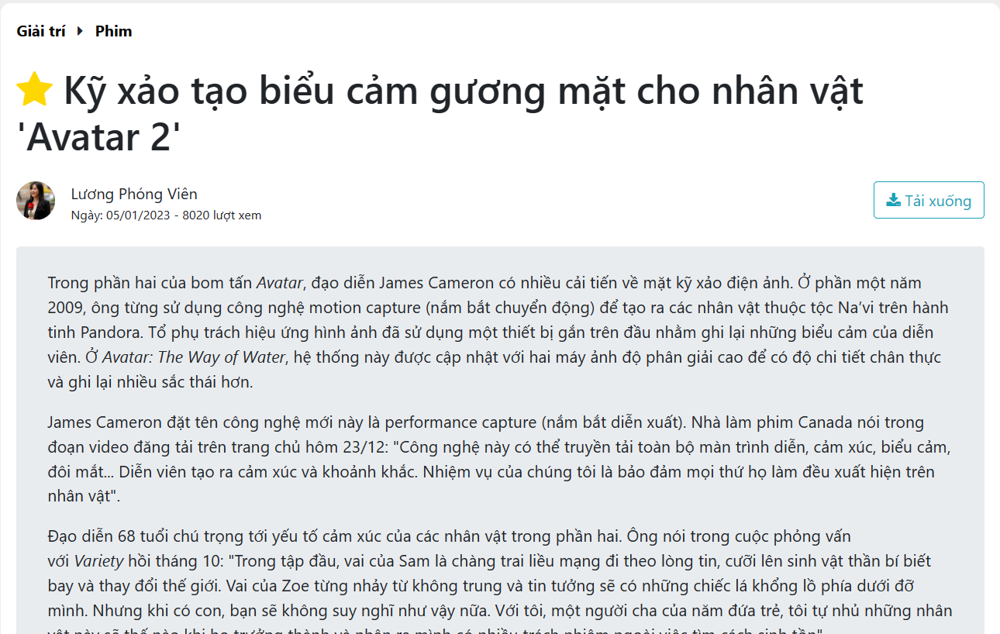 Giải trí Phim
Kỹ xảo tạo biểu cảm gương mặt cho nhân vật
'Avatar 2'
Lương Phóng Viên
Ngày: 05/01/2023 - 8020 lượt xem
Tải xuống
Trong phần hai của bom tấn Avatar, đạo diễn James Cameron có nhiều cải tiến về mặt kỹ xảo điện ảnh. Ở phần một năm
2009, ông từng sử dụng công nghệ motion capture (nắm bắt chuyển động) để tạo ra các nhân vật thuộc tộc Na’vi trên hành
tinh Pandora. Tổ phụ trách hiệu ứng hình ảnh đã sử dụng một thiết bị gắn trên đầu nhằm ghi lại những biểu cảm của diễn
viên. Ở Avatar: The Way of Water, hệ thống này được cập nhật với hai máy ảnh độ phân giải cao để có độ chi tiết chân thực
và ghi lại nhiều sắc thái hơn.
James Cameron đặt tên công nghệ mới này là performance capture (nắm bắt diễn xuất). Nhà làm phim Canada nói trong
đoạn video đăng tải trên trang chủ hôm 23/12: "Công nghệ này có thể truyền tải toàn bộ màn trình diễn, cảm xúc, biểu cảm,
đôi mắt... Diễn viên tạo ra cảm xúc và khoảnh khắc. Nhiệm vụ của chúng tôi là bảo đảm mọi thứ họ làm đều xuất hiện trên
nhân vật".
Đạo diễn 68 tuổi chú trọng tới yếu tố cảm xúc của các nhân vật trong phần hai. Ông nói trong cuộc phỏng vấn
với Variety hồi tháng 10: "Trong tập đầu, vai của Sam là chàng trai liều mạng đi theo lòng tin, cưỡi lên sinh vật thần bí biết
bay và thay đổi thế giới. Vai của Zoe từng nhảy từ không trung và tin tưởng sẽ có những chiếc lá khổng lồ phía dưới đỡ
mình. Nhưng khi có con, bạn sẽ không suy nghĩ như vậy nữa. Với tôi, một người cha của năm đứa trẻ, tôi tự nhủ những nhân
vật này sẽ thế nào khi họ trưởng thành và nhận ra mình có nhiều trách nhiệm ngoài việc tìm cách sinh tồn"